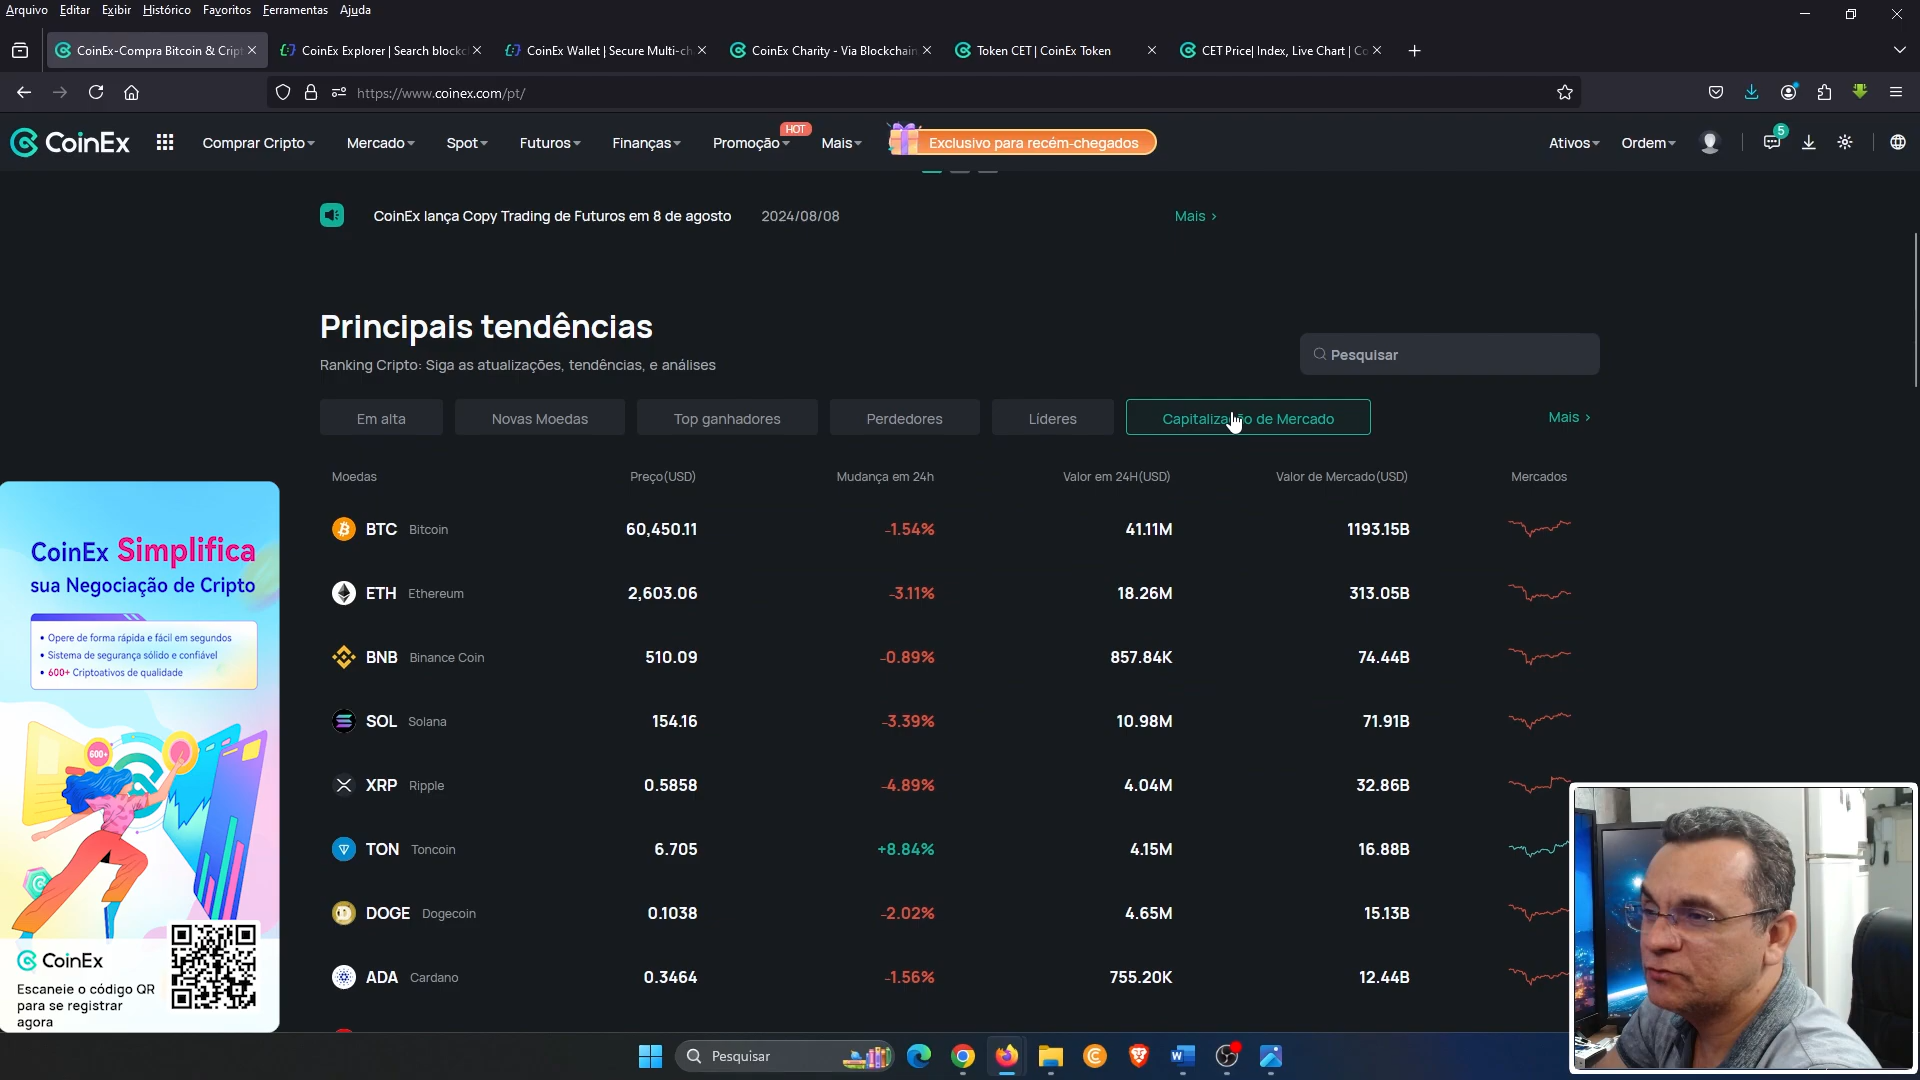 Arquivo Editar Exibir Histórico Favoritos Ferramentas Ajuda
CoinEx-Compra Bitcoin & Cript
CoinEx Explorer | Search blockc
CoinEx Wallet | Secure Multi-ch
CoinEx Charity - Via Blockchain
Token CET | CoinEx Token
CET Price| Index, Live Chart | Co
https://www.coinex.com/pt/
CoinEx Comprar Cripto Mercado Spot Futuros Finanças Promoção HOT Mais Exclusivo para recém-chegados Ativos Ordem 5
CoinEx lança Copy Trading de Futuros em 8 de agosto 2024/08/08 Mais >
Principais tendências
Ranking Cripto: Siga as atualizações, tendências, e análises
Pesquisar
Em alta Novas Moedas Top ganhadores Perdedores Líderes Capitalização de Mercado Mais >
Moedas Preço(USD) Mudança em 24h Valor em 24H(USD) Valor de Mercado(USD) Mercados
BTC Bitcoin 60,450.11 -1.54% 41.11M 1193.15B
ETH Ethereum 2,603.06 -3.11% 18.26M 313.05B
BNB Binance Coin 510.09 -0.89% 857.84K 74.44B
SOL Solana 154.16 -3.39% 10.98M 71.91B
XRP Ripple 0.5858 -4.89% 4.04M 32.86B
TON Toncoin 6.705 +8.84% 4.15M 16.88B
DOGE Dogecoin 0.1038 -2.02% 4.65M 15.13B
ADA Cardano 0.3464 -1.56% 755.20K 12.44B
CoinEx Simplifica
sua Negociação de Cripto
• Opere de forma rápida e fácil em segundos
• Sistema de segurança sólido e confiável
• 600+ Criptoativos de qualidade
600+
CoinEx
Escaneie o código QR
para se registrar
agora
Pesquisar